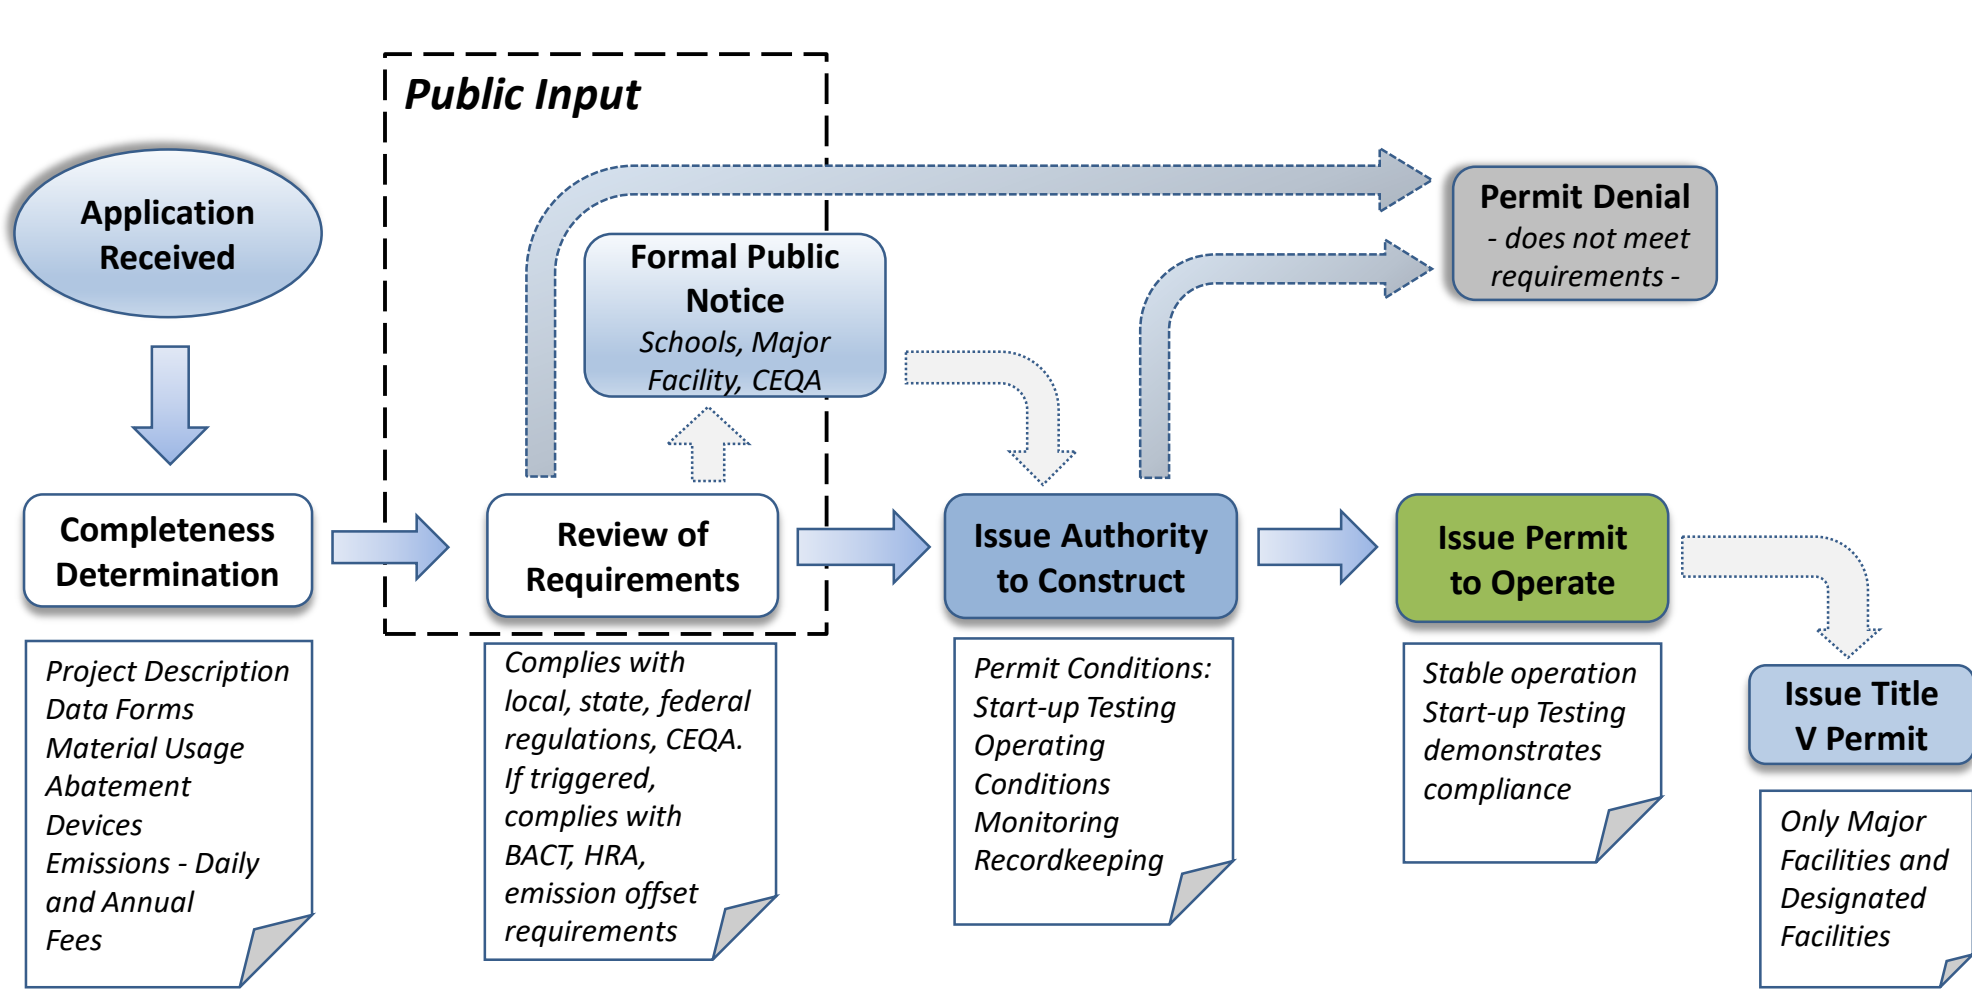 Public Input
Application
Received
Permit Denial
- does not meet
requirements -
Formal Public
Notice
Schools, Major
Facility, CEQA
Completeness
Determination
Review of
Requirements
Issue Authority
to Construct
Issue Permit
to Operate
Issue Title
V Permit
Project Description
Data Forms
Material Usage
Abatement
Devices
Emissions - Daily
and Annual
Fees
Complies with
local, state, federal
regulations, CEQA.
If triggered,
complies with
BACT, HRA,
emission offset
requirements
Permit Conditions:
Start-up Testing
Operating
Conditions
Monitoring
Recordkeeping
Stable operation
Start-up Testing
demonstrates
compliance
Only Major
Facilities and
Designated
Facilities